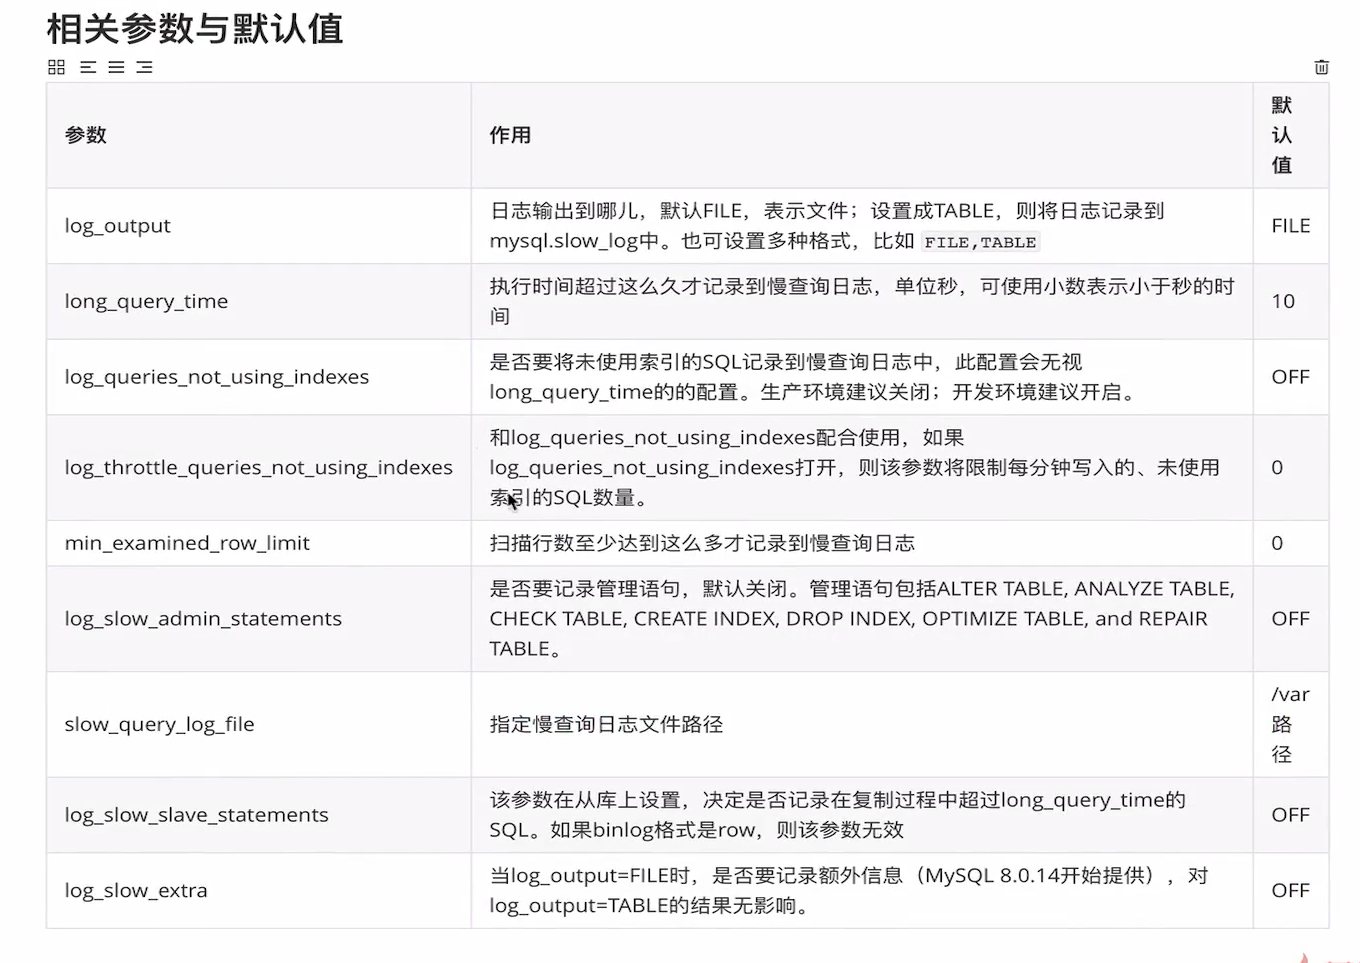 相关参数与默认值
参数
作用
默
认
值
log_output
日志输出到哪儿，默认FILE，表示文件；设置成TABLE，则将日志记录到
mysql.slow_log中。也可设置多种格式，比如 FILE,TABLE
FILE
long_query_time
执行时间超过这么久才记录到慢查询日志，单位秒，可使用小数表示小于秒的时
间
10
log_queries_not_using_indexes
是否要将未使用索引的SQL记录到慢查询日志中，此配置会无视
long_query_time的的配置。生产环境建议关闭；开发环境建议开启。
OFF
log_throttle_queries_not_using_indexes
和log_queries_not_using_indexes配合使用，如果
log_queries_not_using_indexes打开，则该参数将限制每分钟写入的、未使用
索引的SQL数量。
0
min_examined_row_limit
扫描行数至少达到这么多才记录到慢查询日志
0
log_slow_admin_statements
是否要记录管理语句，默认关闭。管理语句包括ALTER TABLE, ANALYZE TABLE,
CHECK TABLE, CREATE INDEX, DROP INDEX, OPTIMIZE TABLE, and REPAIR
TABLE。
OFF
slow_query_log_file
指定慢查询日志文件路径
/var
路
径
log_slow_slave_statements
该参数在从库上设置，决定是否记录在复制过程中超过long_query_time的
SQL。如果binlog格式是row，则该参数无效
OFF
log_slow_extra
当log_output=FILE时，是否要记录额外信息（MySQL 8.0.14开始提供），对
log_output=TABLE的结果无影响。
OFF